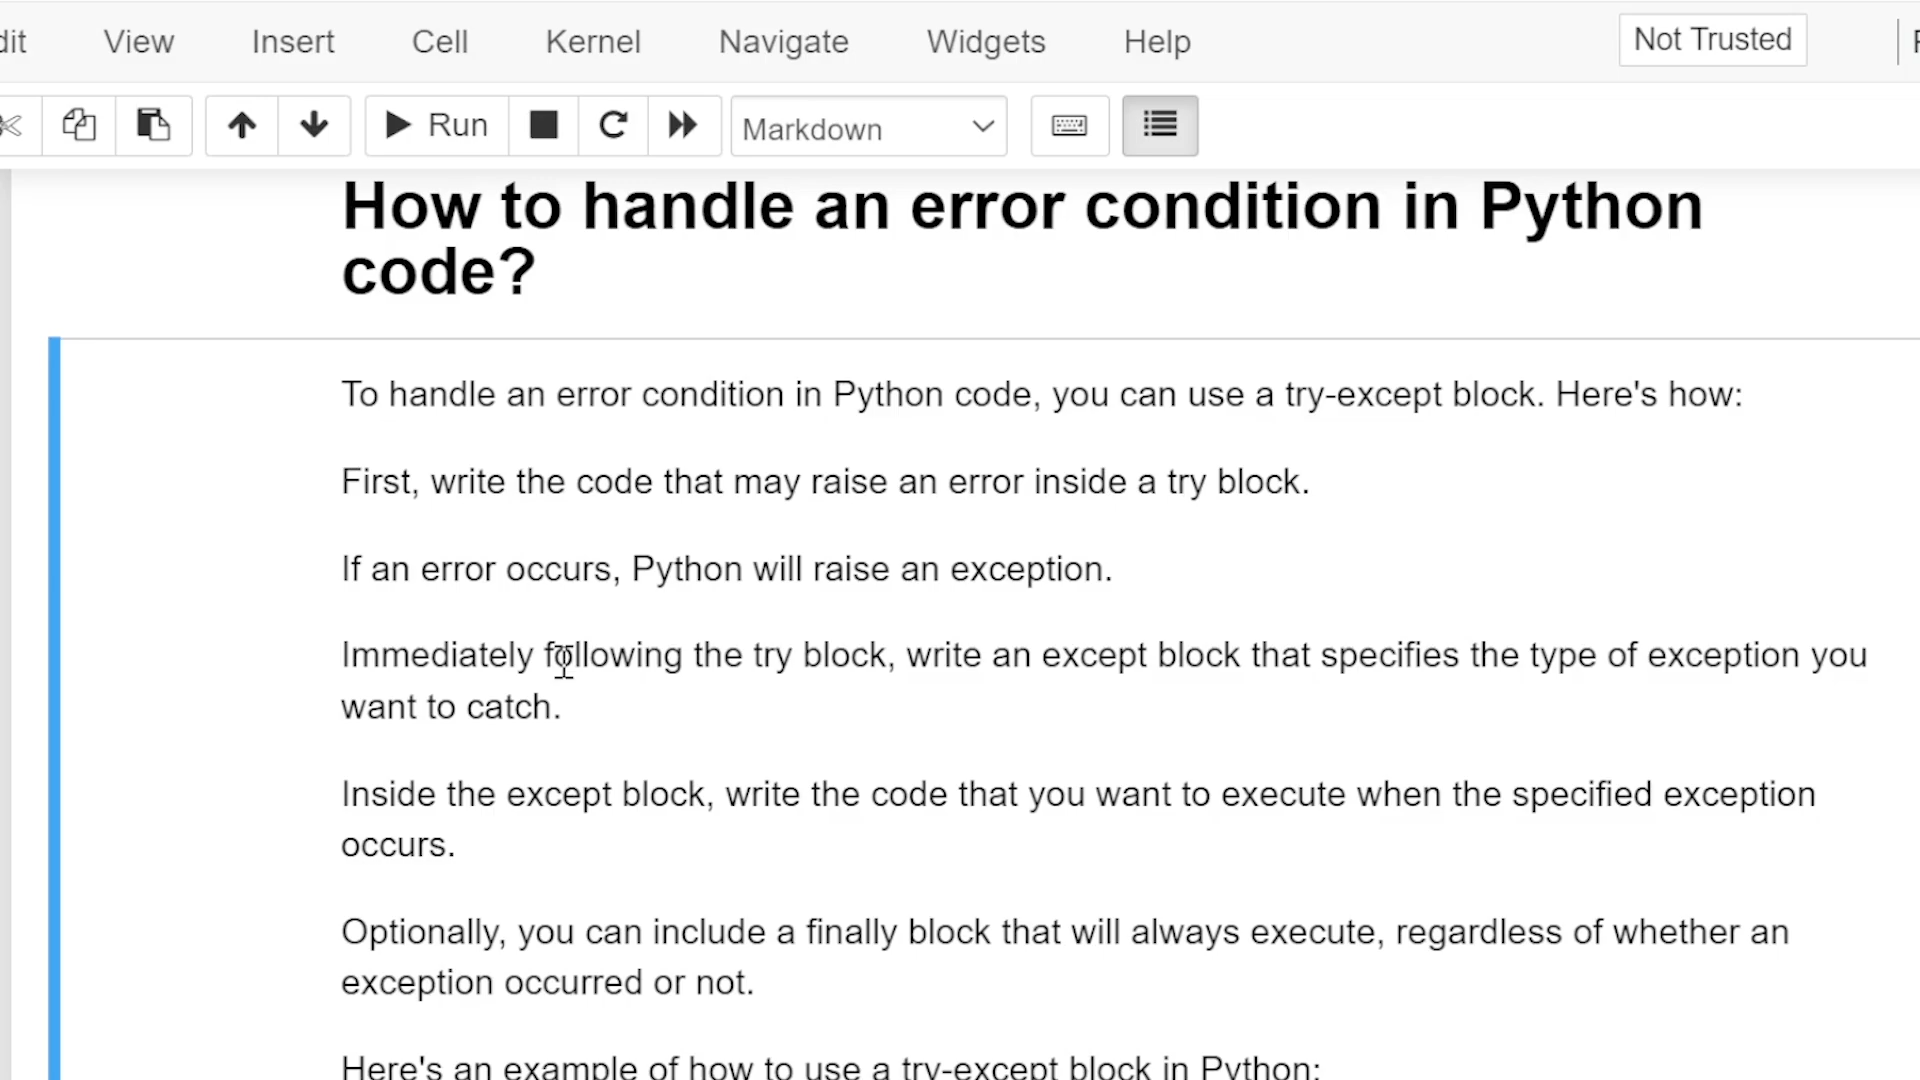 dit View Insert Cell Kernel Navigate Widgets Help Not Trusted
Run Markdown
How to handle an error condition in Python
code?
To handle an error condition in Python code, you can use a try-except block. Here's how:
First, write the code that may raise an error inside a try block.
If an error occurs, Python will raise an exception.
Immediately following the try block, write an except block that specifies the type of exception you
want to catch.
Inside the except block, write the code that you want to execute when the specified exception
occurs.
Optionally, you can include a finally block that will always execute, regardless of whether an
exception occurred or not.
Here's an example of how to use a try-except block in Python: